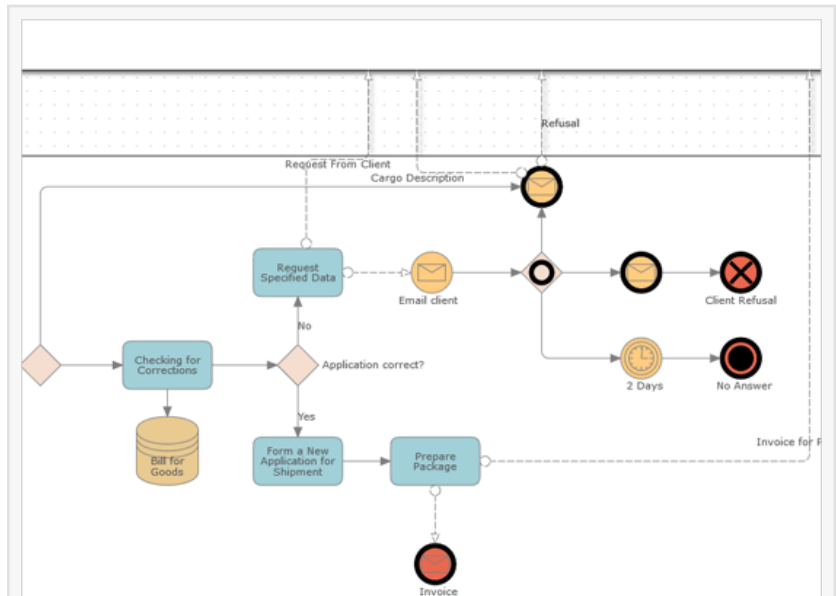 Refusal
Request From Client
Cargo Description
Request
Specified Data
Email client
Client Refusal
No
Checking for
Corrections
Application correct?
2 Days
No Answer
Yes
Bill for
Goods
Form a New
Application for
Shipment
Prepare
Package
Invoice for
Invoice